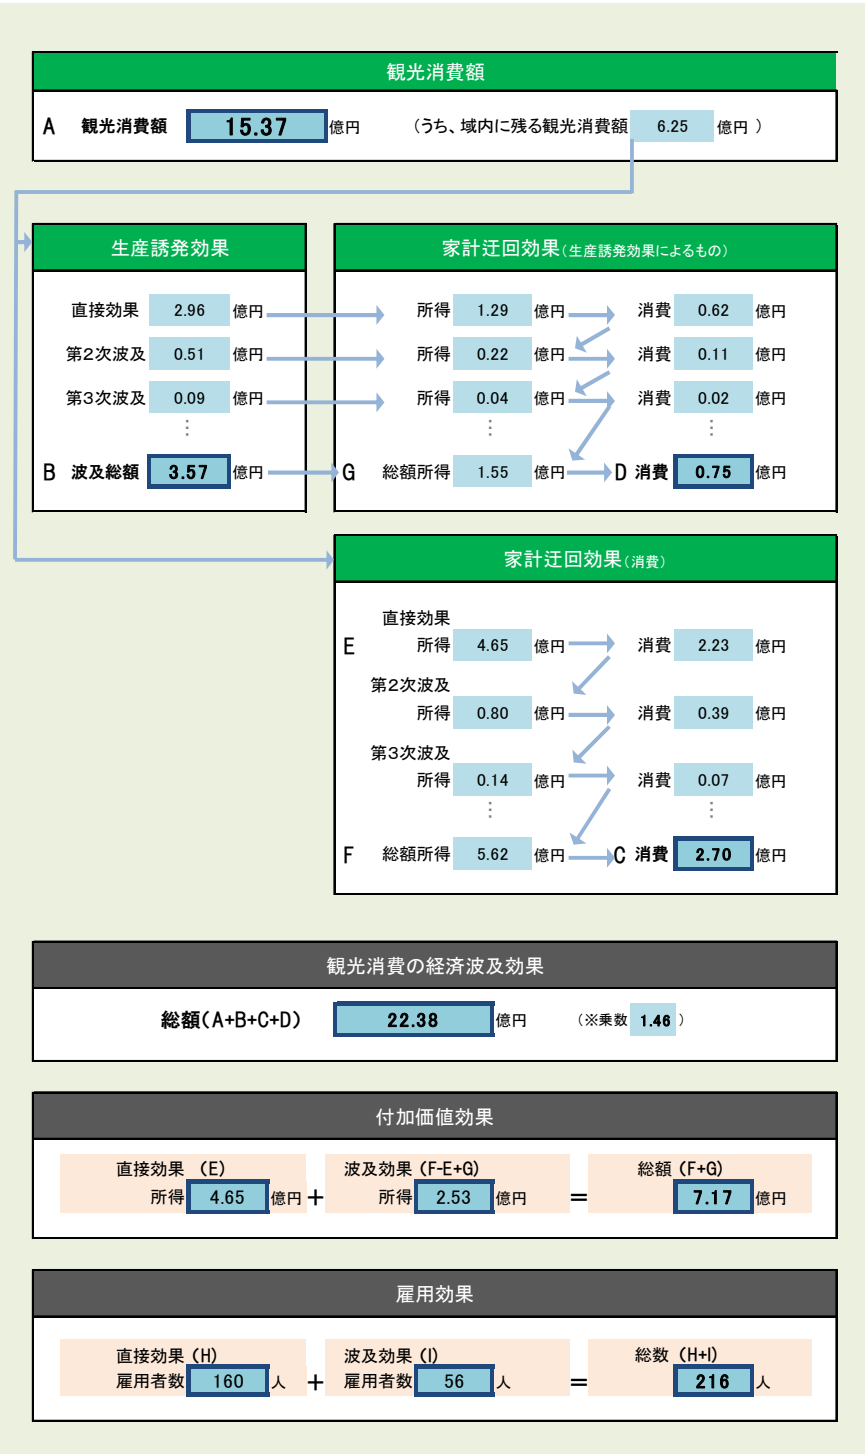 観光消費額
A 観光消費額 15.37 億円 (うち、域内に残る観光消費額 6.25 億円 )
生産誘発効果
直接効果 2.96 億円
第2次波及 0.51 億円
第3次波及 0.09 億円
⋮
B 波及総額 3.57 億円
家計迂回効果(生産誘発効果によるもの)
所得 1.29 億円 消費 0.62 億円
所得 0.22 億円 消費 0.11 億円
所得 0.04 億円 消費 0.02 億円
⋮ ⋮
G 総額所得 1.55 億円 D 消費 0.75 億円
家計迂回効果(消費)
直接効果
E 所得 4.65 億円 消費 2.23 億円
第2次波及
所得 0.80 億円 消費 0.39 億円
第3次波及
所得 0.14 億円 消費 0.07 億円
⋮ ⋮
F 総額所得 5.62 億円 C 消費 2.70 億円
観光消費の経済波及効果
総額(A+B+C+D) 22.38 億円 (※乗数 1.46 )
付加価値効果
直接効果 (E) 波及効果(F-E+G) 総額(F+G)
所得 4.65 億円 + 所得 2.53 億円 = 7.17 億円
雇用効果
直接効果(H) 波及効果(I) 総数 (H+I)
雇用者数 160 人 + 雇用者数 56 人 = 216 人